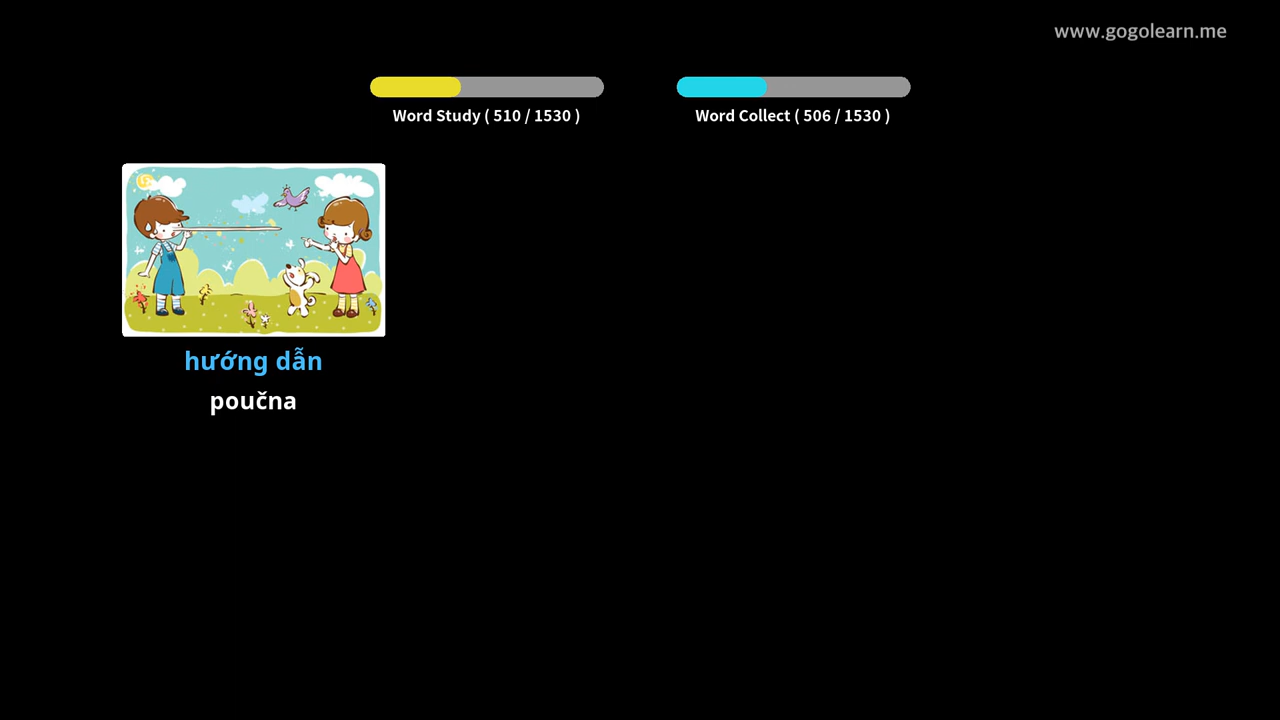 www.gogolearn.me
Word Study ( 510 / 1530 )
Word Collect ( 506 / 1530 )
hướng dẫn
poučna